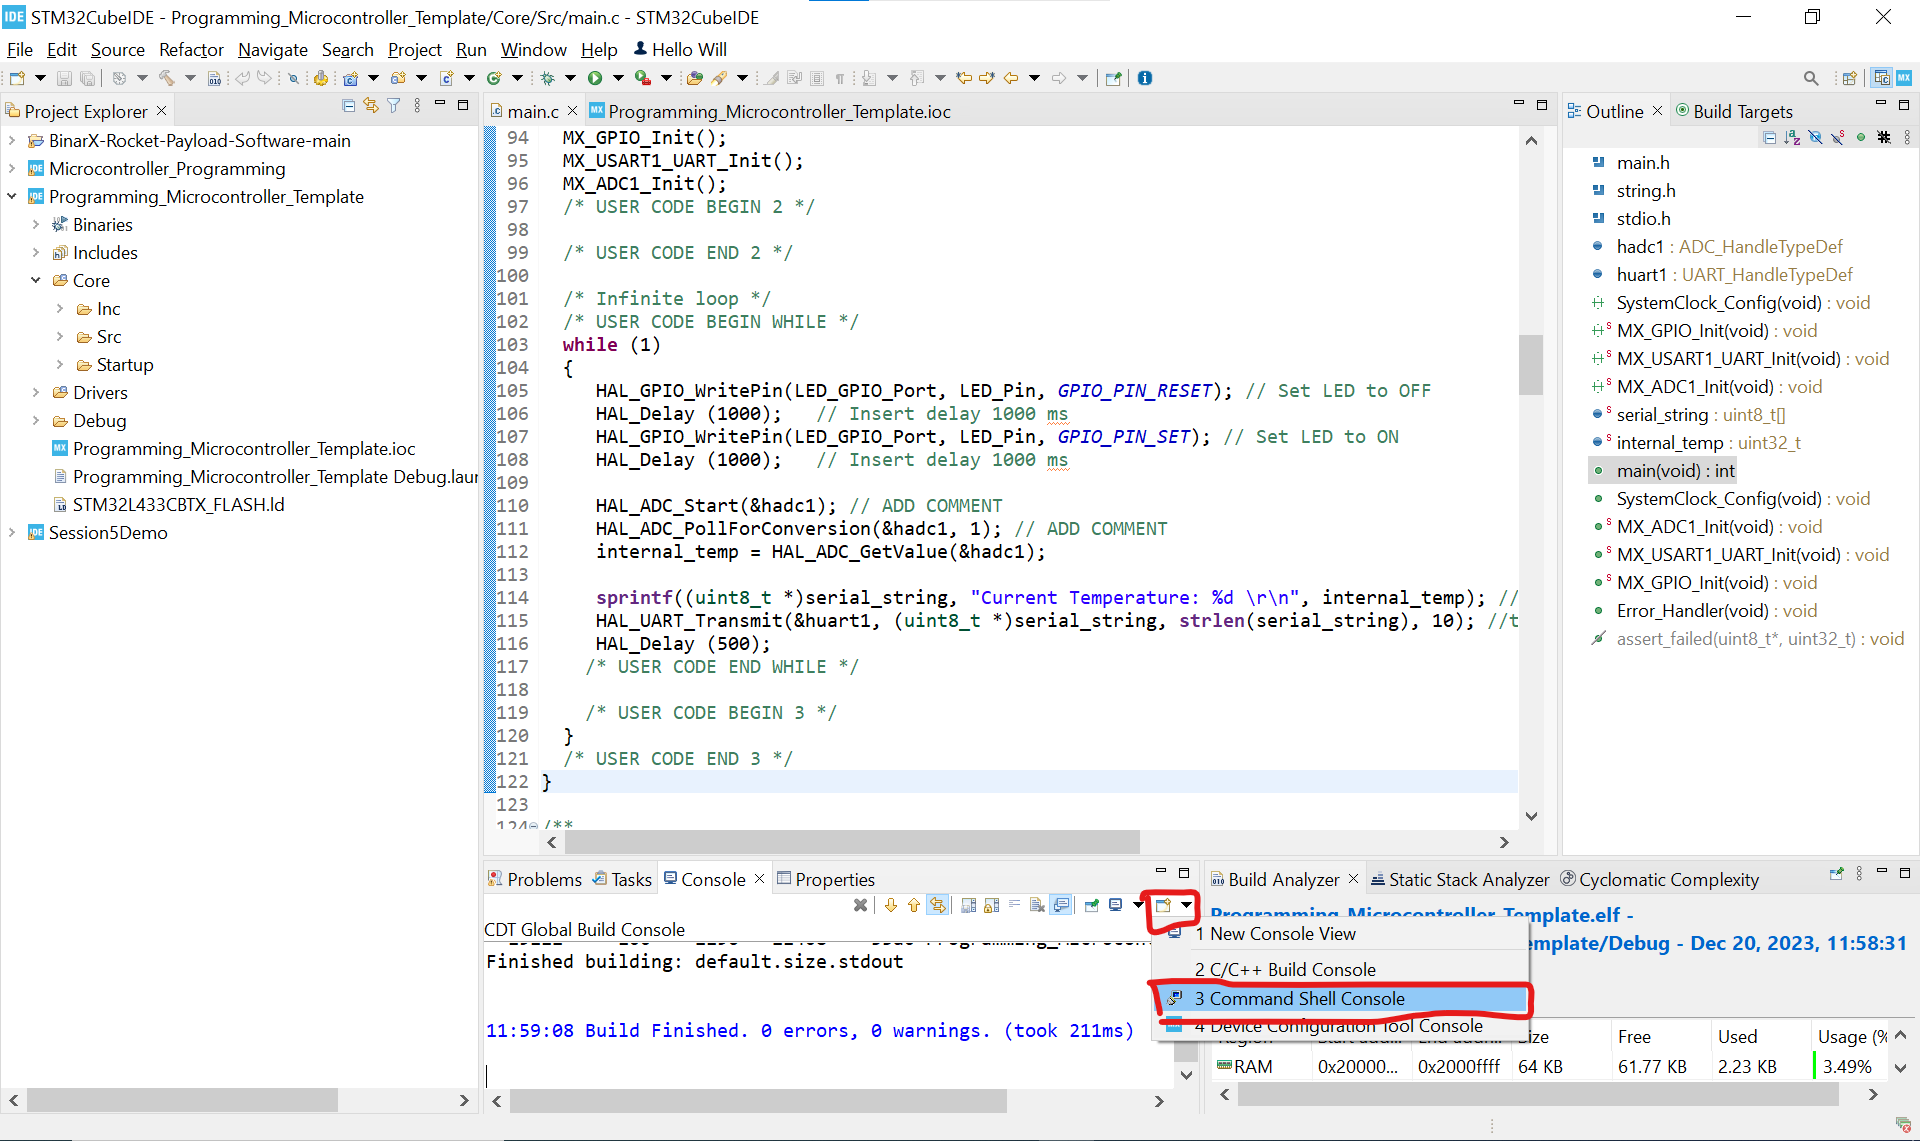 IDE STM32CubeIDE - Programming_Microcontroller_Template/Core/Src/main.c - STM32CubeIDE
File Edit Source Refactor Navigate Search Project Run Window Help Hello Will
Project Explorer
BinarX-Rocket-Payload-Software-main
Microcontroller_Programming
Programming_Microcontroller_Template
Binaries
Includes
Core
Inc
Src
Startup
Drivers
Debug
Programming_Microcontroller_Template.ioc
Programming_Microcontroller_Template Debug.laun
STM32L433CBTX_FLASH.ld
Session5Demo
main.c
Programming_Microcontroller_Template.ioc
94 MX_GPIO_Init();
95 MX_USART1_UART_Init();
96 MX_ADC1_Init();
97 /* USER CODE BEGIN 2 */
98
99 /* USER CODE END 2 */
100
101 /* Infinite loop */
102 /* USER CODE BEGIN WHILE */
103 while (1)
104 {
105 HAL_GPIO_WritePin(LED_GPIO_Port, LED_Pin, GPIO_PIN_RESET); // Set LED to OFF
106 HAL_Delay (1000); // Insert delay 1000 ms
107 HAL_GPIO_WritePin(LED_GPIO_Port, LED_Pin, GPIO_PIN_SET); // Set LED to ON
108 HAL_Delay (1000); // Insert delay 1000 ms
109
110 HAL_ADC_Start(&hadc1); // ADD COMMENT
111 HAL_ADC_PollForConversion(&hadc1, 1); // ADD COMMENT
112 internal_temp = HAL_ADC_GetValue(&hadc1);
113
114 sprintf((uint8_t *)serial_string, "Current Temperature: %d \r\n", internal_temp); //
115 HAL_UART_Transmit(&huart1, (uint8_t *)serial_string, strlen(serial_string), 10); //t
116 HAL_Delay (500);
117 /* USER CODE END WHILE */
118
119 /* USER CODE BEGIN 3 */
120 }
121 /* USER CODE END 3 */
122 }
123
124 /**
Outline
Build Targets
main.h
string.h
stdio.h
hadc1 : ADC_HandleTypeDef
huart1 : UART_HandleTypeDef
SystemClock_Config(void) : void
MX_GPIO_Init(void) : void
MX_USART1_UART_Init(void) : void
MX_ADC1_Init(void) : void
serial_string : uint8_t[]
internal_temp : uint32_t
main(void) : int
SystemClock_Config(void) : void
MX_ADC1_Init(void) : void
MX_USART1_UART_Init(void) : void
MX_GPIO_Init(void) : void
Error_Handler(void) : void
assert_failed(uint8_t*, uint32_t) : void
Problems Tasks Console Properties
CDT Global Build Console
Finished building: default.size.stdout
11:59:08 Build Finished. 0 errors, 0 warnings. (took 211ms)
1 New Console View
2 C/C++ Build Console
3 Command Shell Console
4 Device Configuration Tool Console
Build Analyzer Static Stack Analyzer Cyclomatic Complexity
Programming_Microcontroller_Template.elf -
emplate/Debug - Dec 20, 2023, 11:58:31
Free Used Usage (%
RAM 0x20000... 0x2000ffff 64 KB 61.77 KB 2.23 KB 3.49%